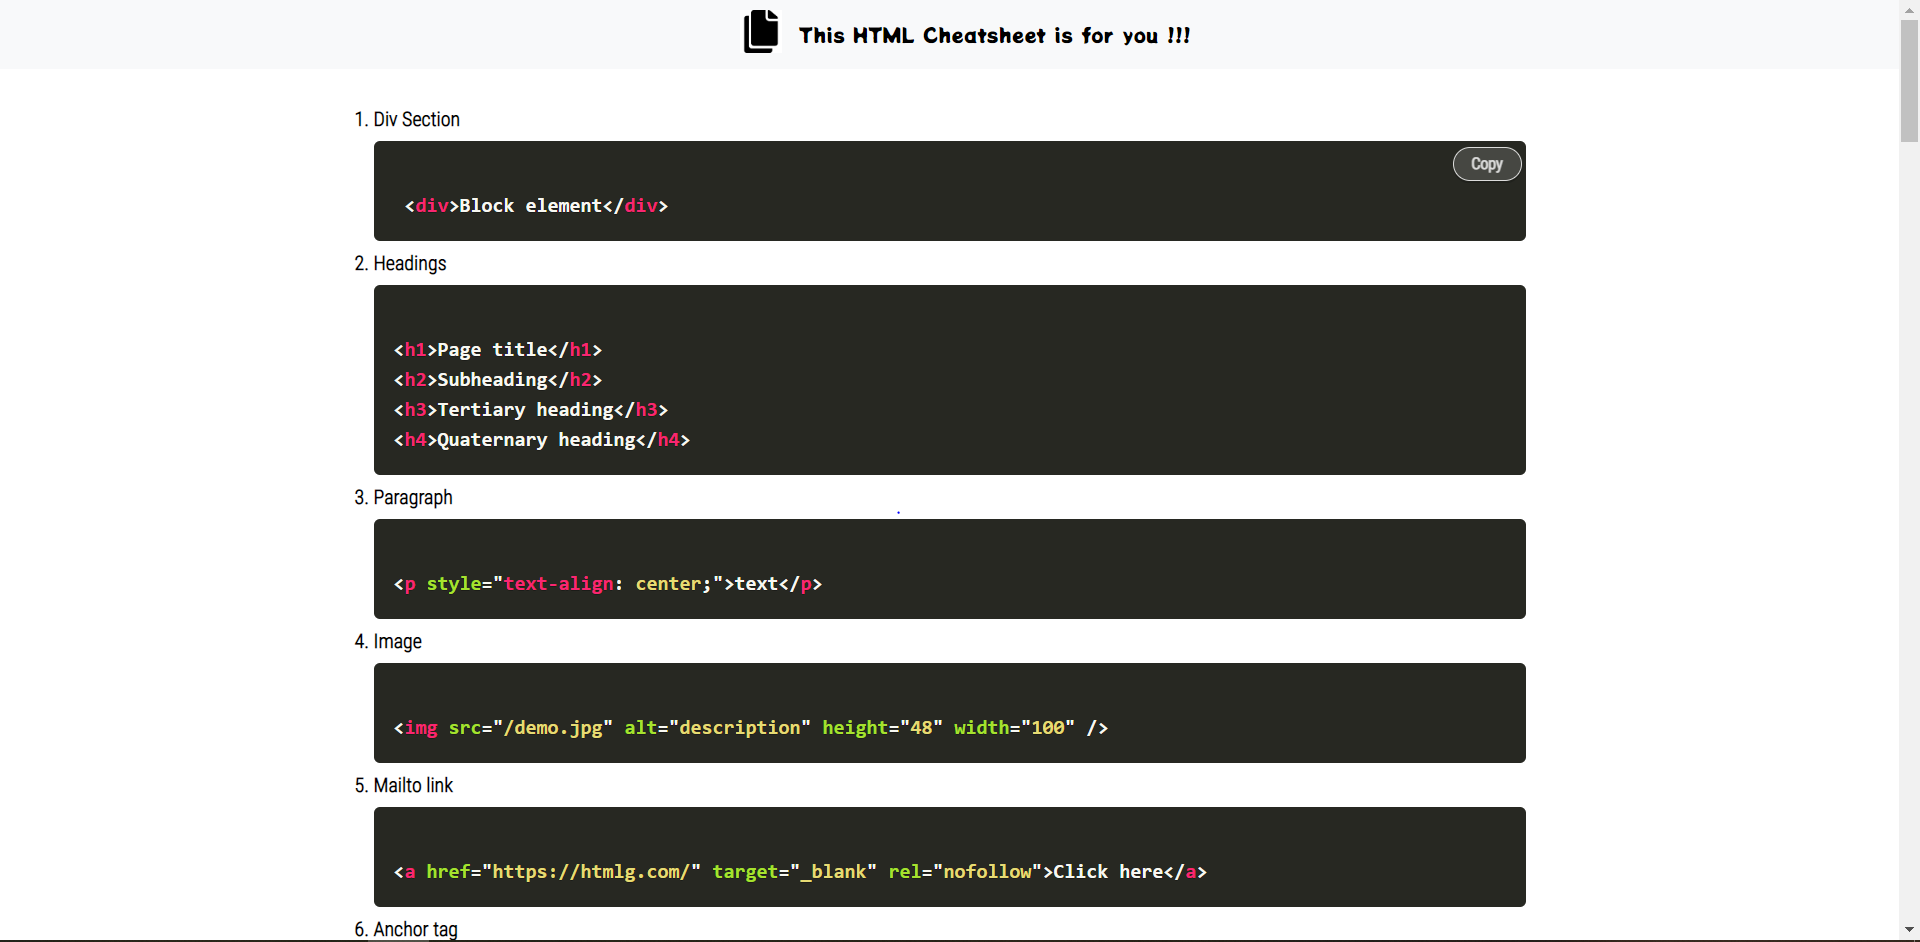 This HTML Cheatsheet is for you !!!
1. Div Section
Copy
<div>Block element</div>
2. Headings
<h1>Page title</h1>
<h2>Subheading</h2>
<h3>Tertiary heading</h3>
<h4>Quaternary heading</h4>
3. Paragraph
<p style="text-align: center;">text</p>
4. Image
<img src="/demo.jpg" alt="description" height="48" width="100" />
5. Mailto link
<a href="https://htmlg.com/" target="_blank" rel="nofollow">Click here</a>
6. Anchor tag